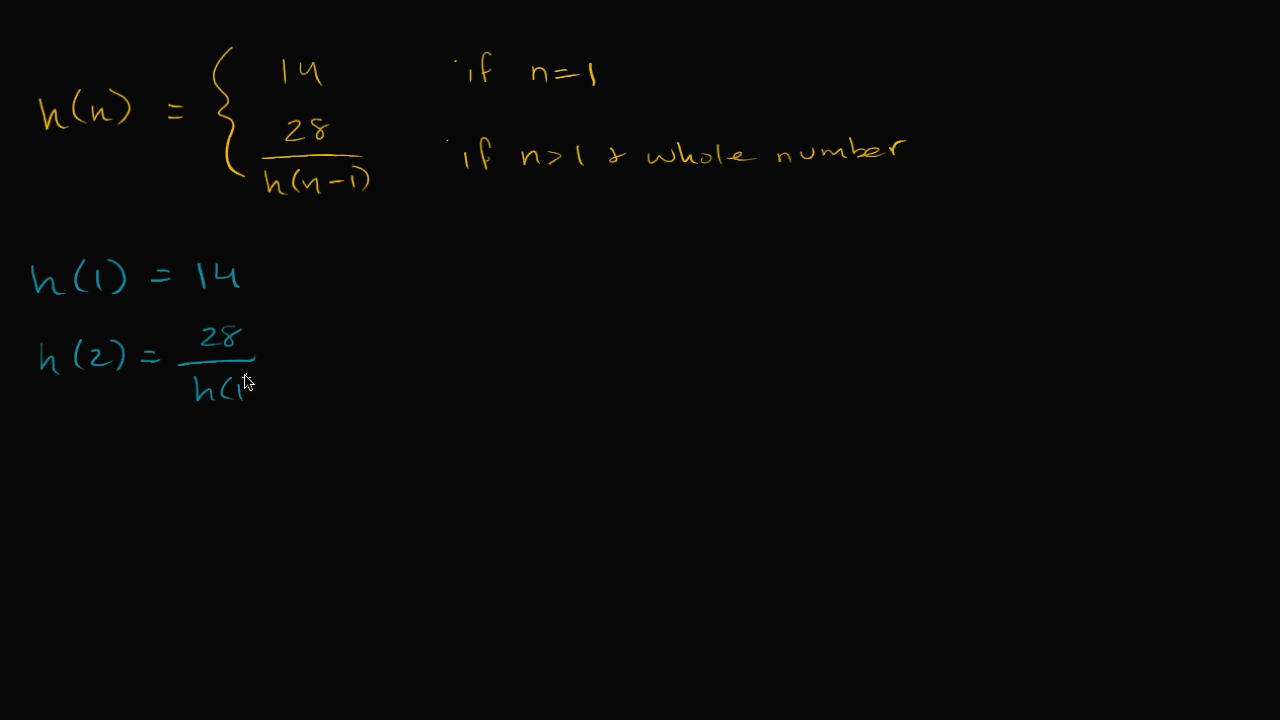 h(n) = { 14 if n=1
28 / h(n-1) if n>1 & whole number
h(1) = 14
h(2) = 28 / h(1